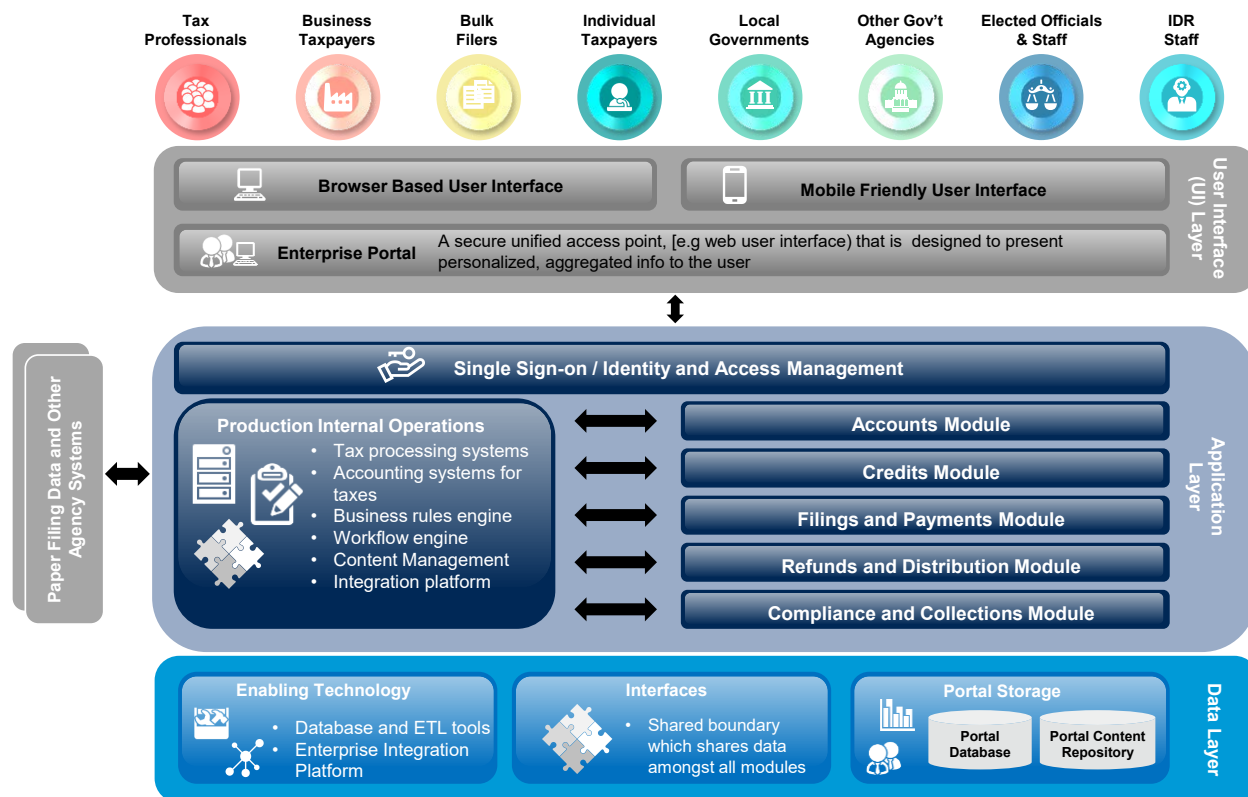 Tax
Professionals
Business
Taxpayers
Bulk
Filers
Individual
Taxpayers
Local
Governments
Other Gov't
Agencies
Elected Officials
& Staff
IDR
Staff
Browser Based User Interface
Mobile Friendly User Interface
Enterprise Portal
A secure unified access point, [e.g web user interface) that is designed to present
personalized, aggregated info to the user
User Interface
(UI) Layer
Paper Filing Data and Other
Agency Systems
Single Sign-on / Identity and Access Management
Production Internal Operations
• Tax processing systems
• Accounting systems for
taxes
• Business rules engine
• Workflow engine
• Content Management
• Integration platform
Accounts Module
Credits Module
Filings and Payments Module
Refunds and Distribution Module
Compliance and Collections Module
Application
Layer
Enabling Technology
• Database and ETL tools
• Enterprise Integration
Platform
Interfaces
• Shared boundary
which shares data
amongst all modules
Portal Storage
Portal
Database
Portal Content
Repository
Data Layer